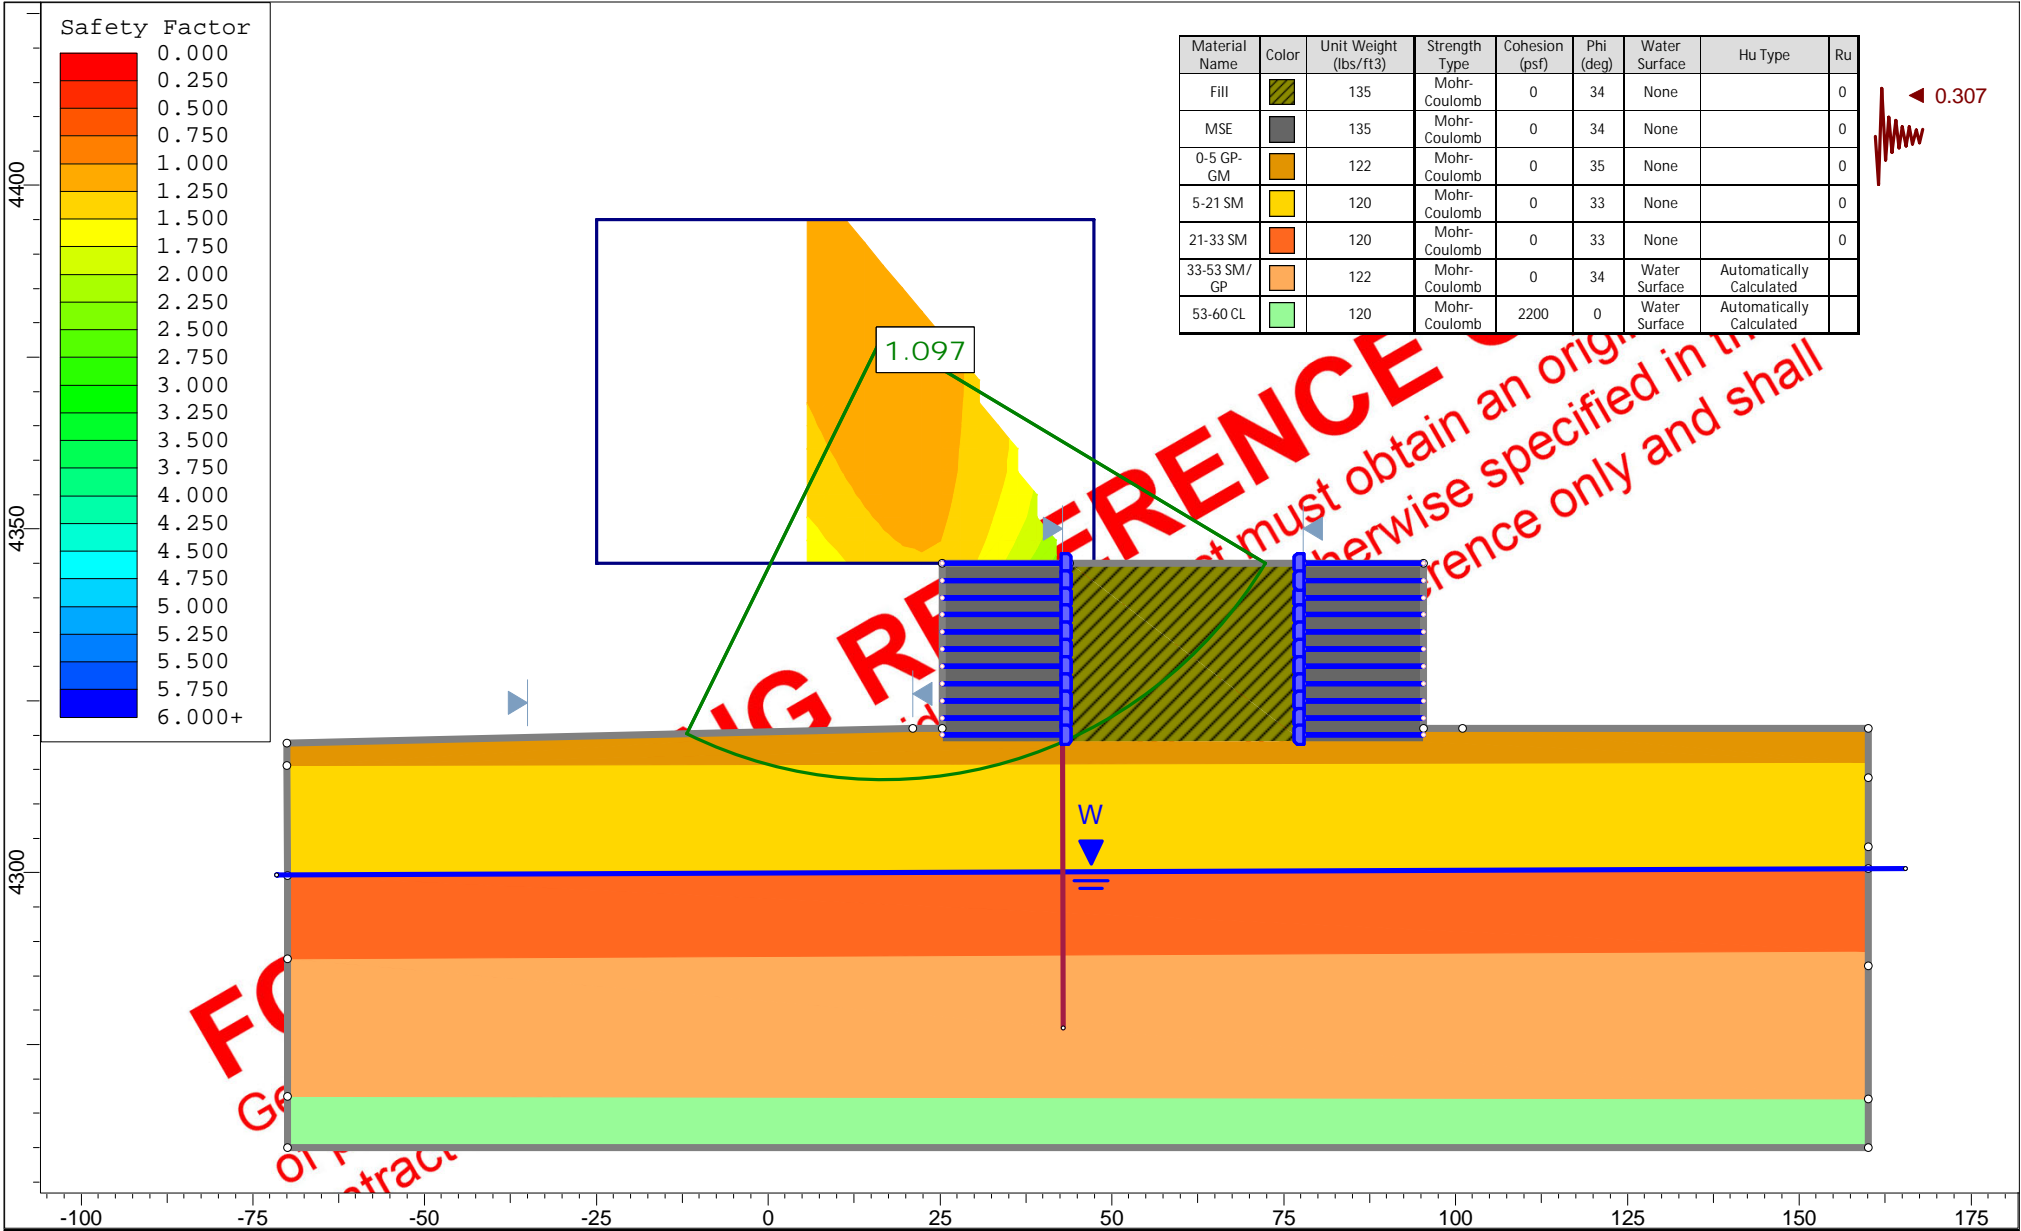 Safety Factor
0.000
0.250
0.500
0.750
1.000
1.250
1.500
1.750
2.000
2.250
2.500
2.750
3.000
3.250
3.500
3.750
4.000
4.250
4.500
4.750
5.000
5.250
5.500
5.750
6.000+
Material Name Color Unit Weight (lbs/ft3) Strength Type Cohesion (psf) Phi (deg) Water Surface Hu Type Ru
Fill 135 Mohr-Coulomb 0 34 None 0
MSE 135 Mohr-Coulomb 0 34 None 0
0-5 GP-GM 122 Mohr-Coulomb 0 35 None 0
5-21 SM 120 Mohr-Coulomb 0 33 None 0
21-33 SM 120 Mohr-Coulomb 0 33 None 0
33-53 SM/GP 122 Mohr-Coulomb 0 34 Water Surface Automatically Calculated
53-60 CL 120 Mohr-Coulomb 2200 0 Water Surface Automatically Calculated
0.307
1.097
W
must obtain an
specified in
only and shall
4400
4350
4300
-100 -75 -50 -25 0 25 50 75 100 125 150 175